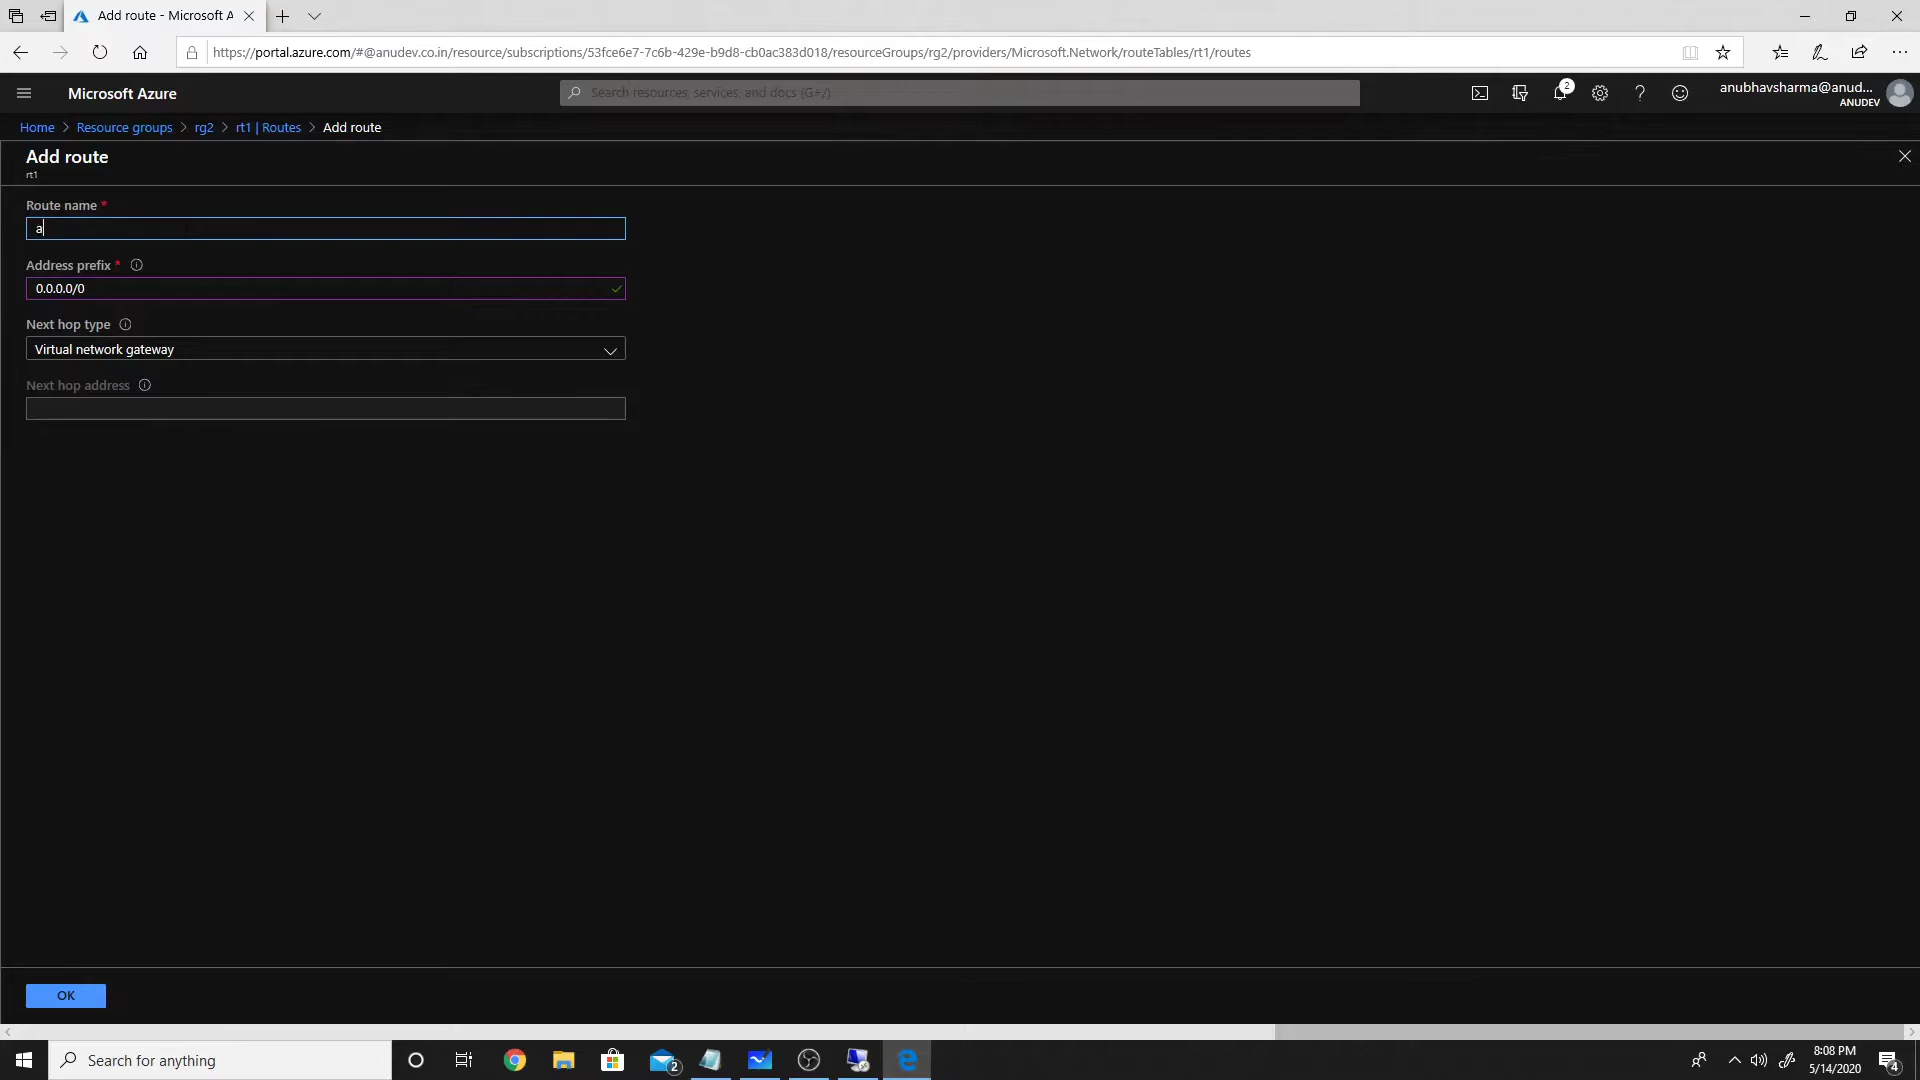 Add route - Microsoft A
https://portal.azure.com/#@anudev.co.in/resource/subscriptions/53fce6e7-7c6b-429e-b9d8-cb0ac383d018/resourceGroups/rg2/providers/Microsoft.Network/routeTables/rt1/routes
Microsoft Azure
Search resources, services, and docs (G+/)
2
anubhavsharma@anud...
ANUDEV
Home > Resource groups > rg2 > rt1 | Routes > Add route
Add route
rt1
Route name *
a
Address prefix *
0.0.0.0/0
Next hop type
Virtual network gateway
Next hop address
OK
Search for anything
2
8:08 PM
5/14/2020
4